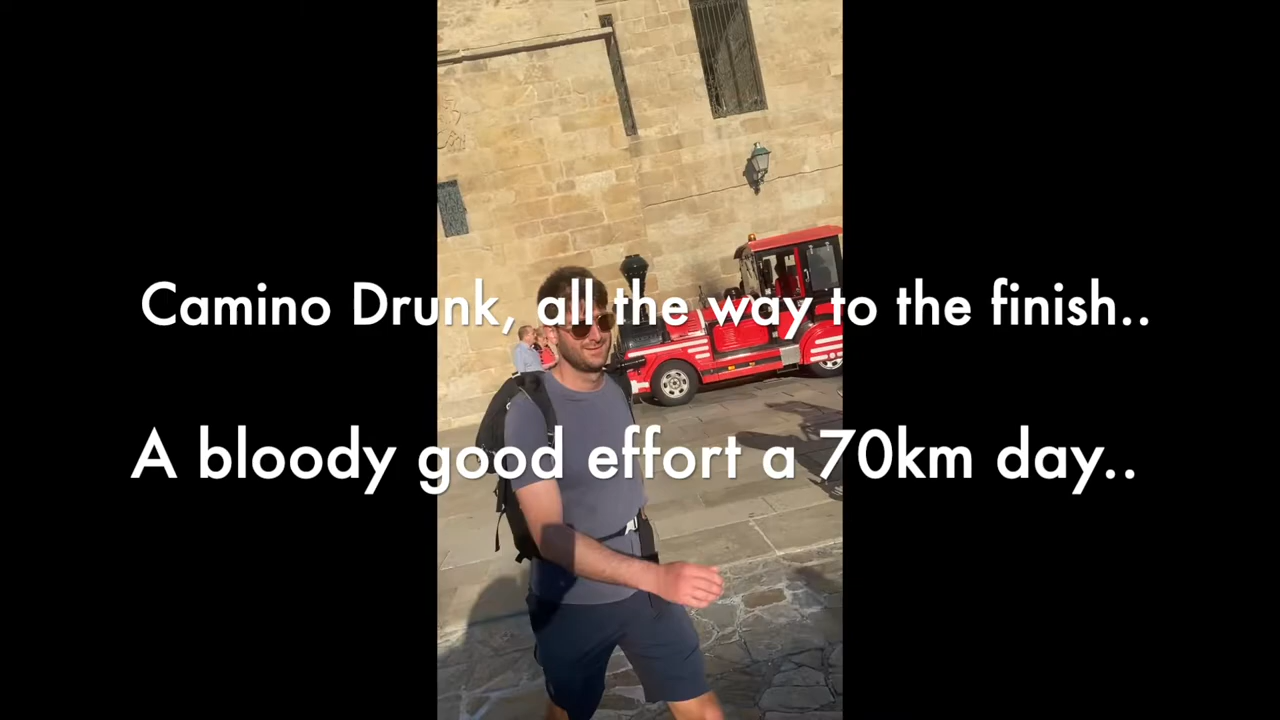 Camino Drunk, all the way to the finish..
A bloody good effort a 70km day..